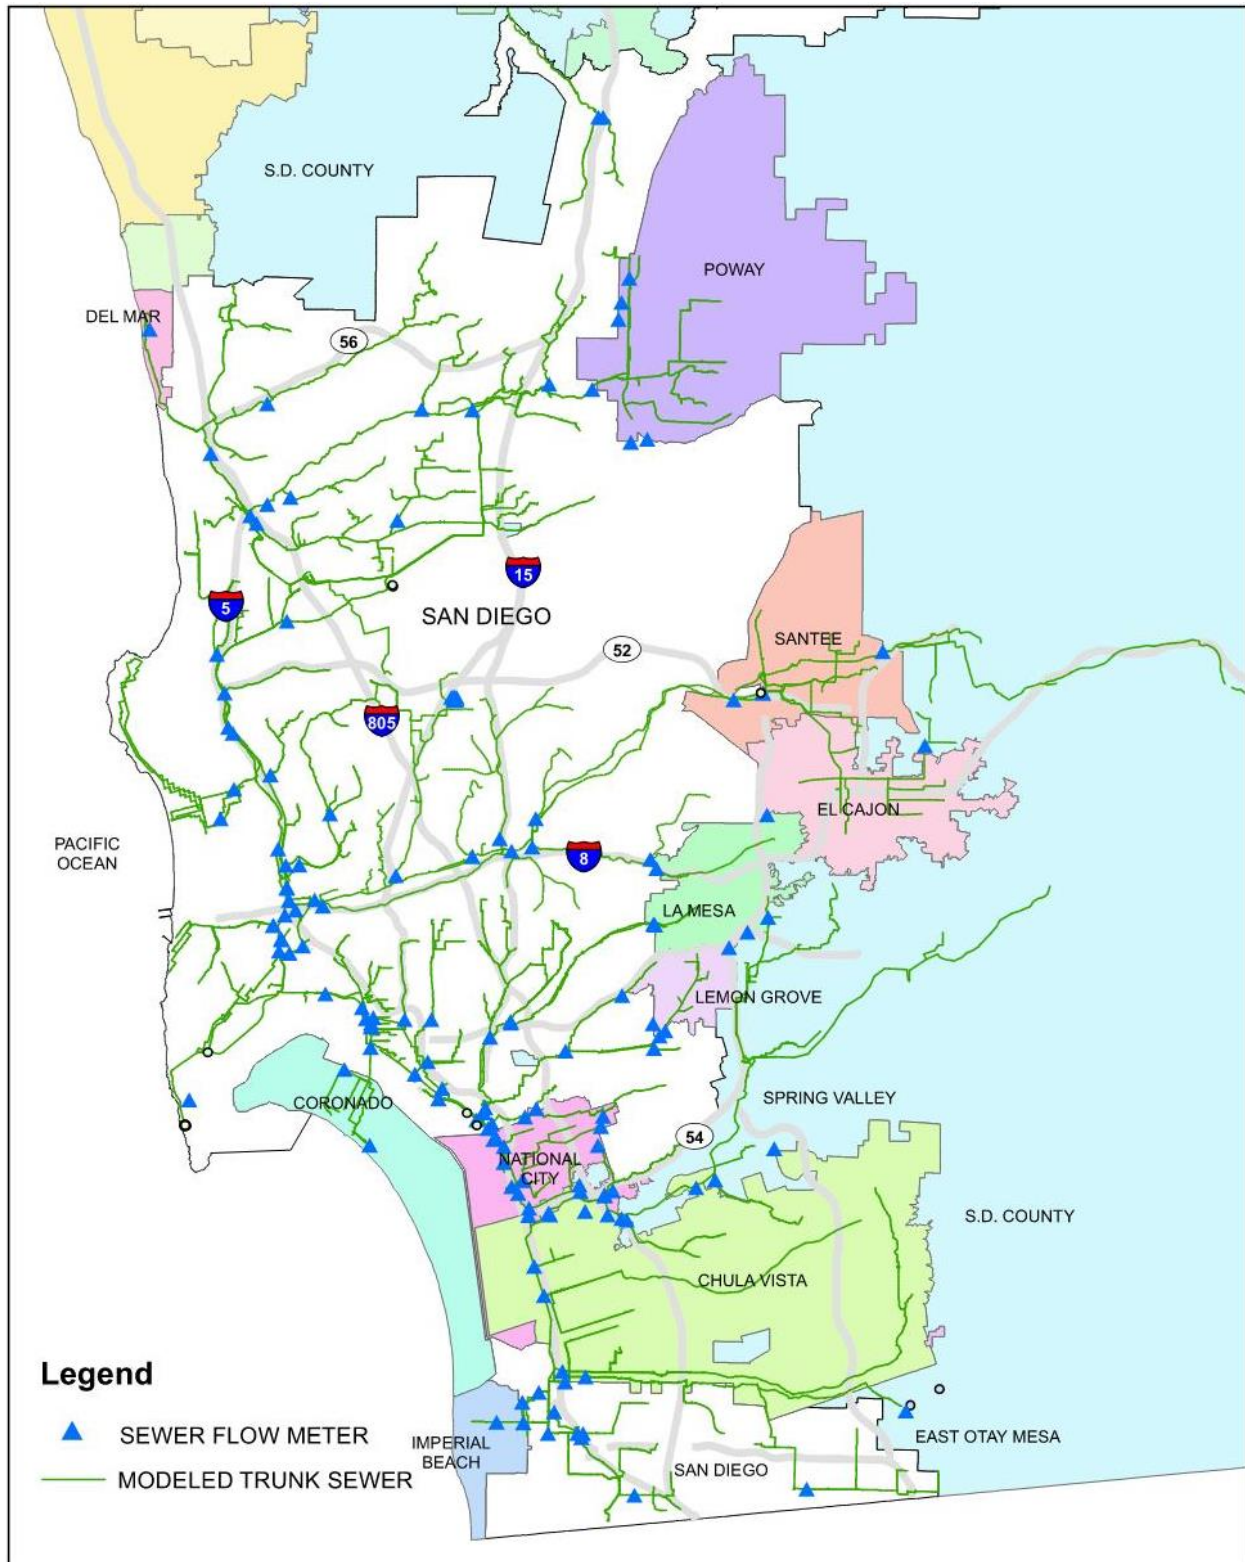 S.D. COUNTY
POWAY
DEL MAR
56
15
5
SAN DIEGO
52
SANTEE
805
EL CAJON
PACIFIC
OCEAN
8
LA MESA
LEMON GROVE
CORONADO
SPRING VALLEY
54
NATIONAL
CITY
S.D. COUNTY
CHULA VISTA
Legend
SEWER FLOW METER
MODELED TRUNK SEWER
IMPERIAL
BEACH
EAST OTAY MESA
SAN DIEGO